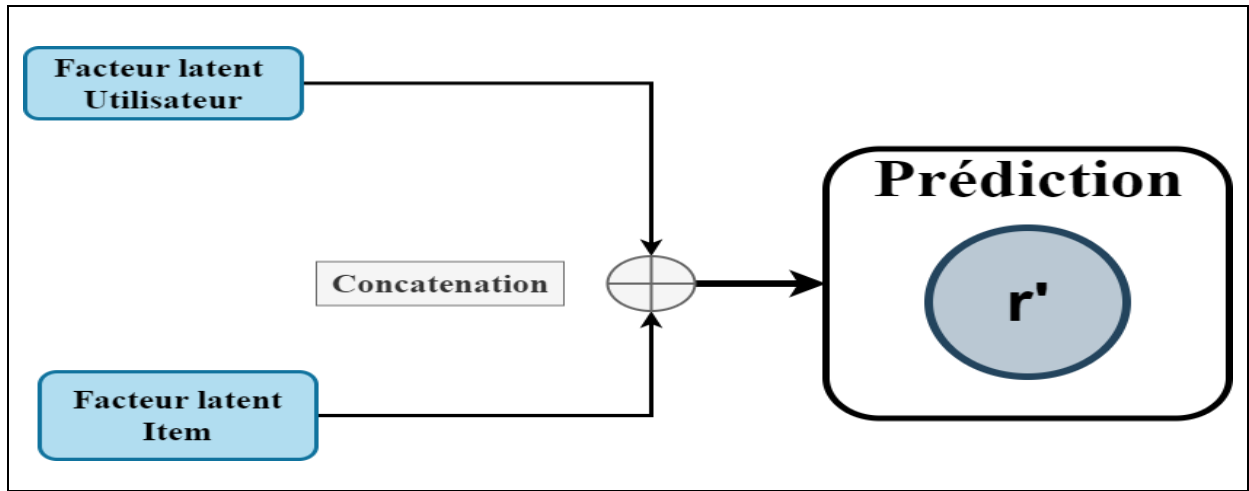 Facteur latent
Utilisateur
Prédiction
Concatenation
r'
Facteur latent
Item